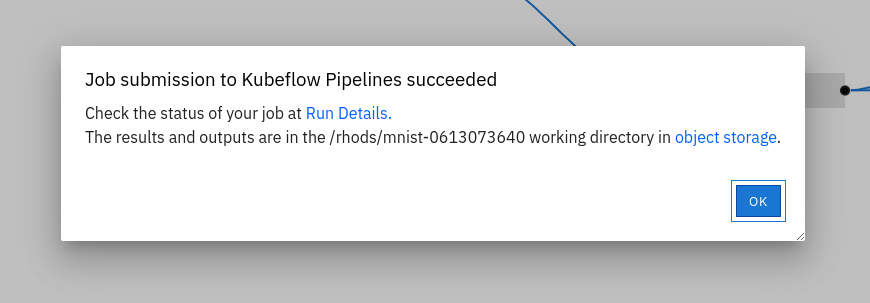 Job submission to Kubeflow Pipelines succeeded
Check the status of your job at Run Details.
The results and outputs are in the /rhods/mnist-0613073640 working directory in object storage.
OK